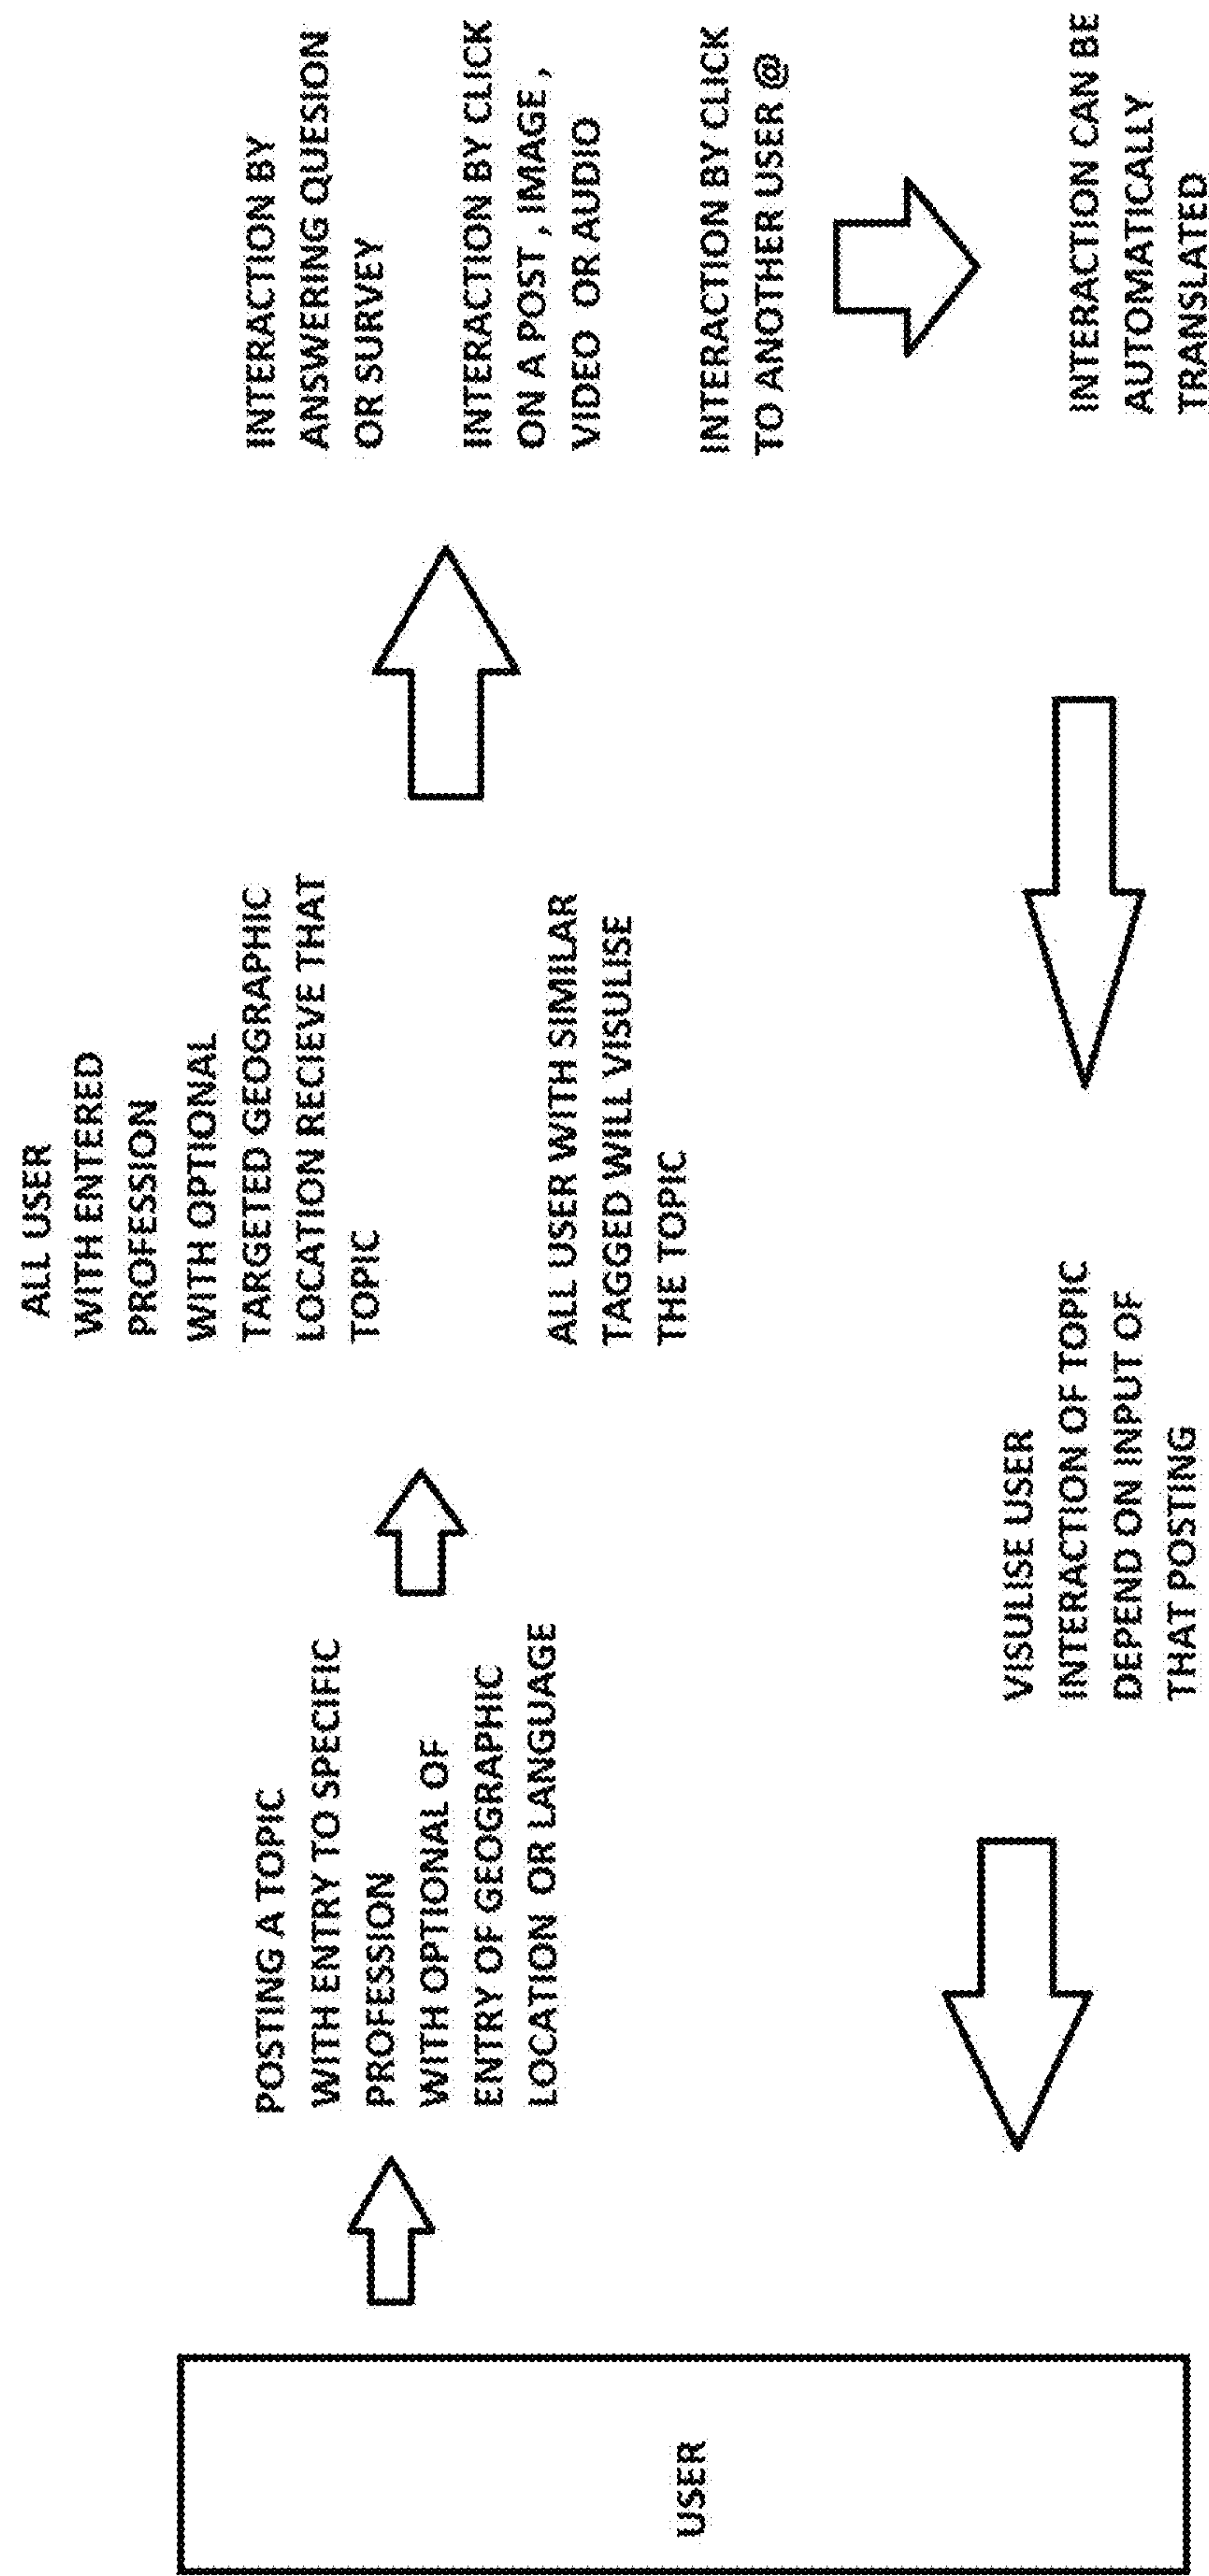 USER
POSTING A TOPIC
WITH ENTRY TO SPECIFIC
PROFESSION
WITH OPTIONAL OF
ENTRY OF GEOGRAPHIC
LOCATION OR LANGUAGE
ALL USER
WITH ENTERED
PROFESSION
WITH OPTIONAL
TARGETED GEOGRAPHIC
LOCATION RECIEVE THAT
TOPIC
ALL USER WITH SIMILAR
TAGGED WILL VISULISE
THE TOPIC
INTERACTION BY
ANSWERING QUESION
OR SURVEY
INTERACTION BY CLICK
ON A POST , IMAGE ,
VIDEO OR AUDIO
INTERACTION BY CLICK
TO ANOTHER USER @
INTERACTION CAN BE
AUTOMATICALLY
TRANSLATED
VISULISE USER
INTERACTION OF TOPIC
DEPEND ON INPUT OF
THAT POSTING